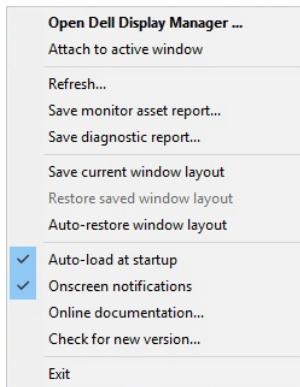 Open Dell Display Manager ...
Attach to active window
Refresh...
Save monitor asset report...
Save diagnostic report...
Save current window layout
Restore saved window layout
Auto-restore window layout
Auto-load at startup
Onscreen notifications
Online documentation...
Check for new version...
Exit